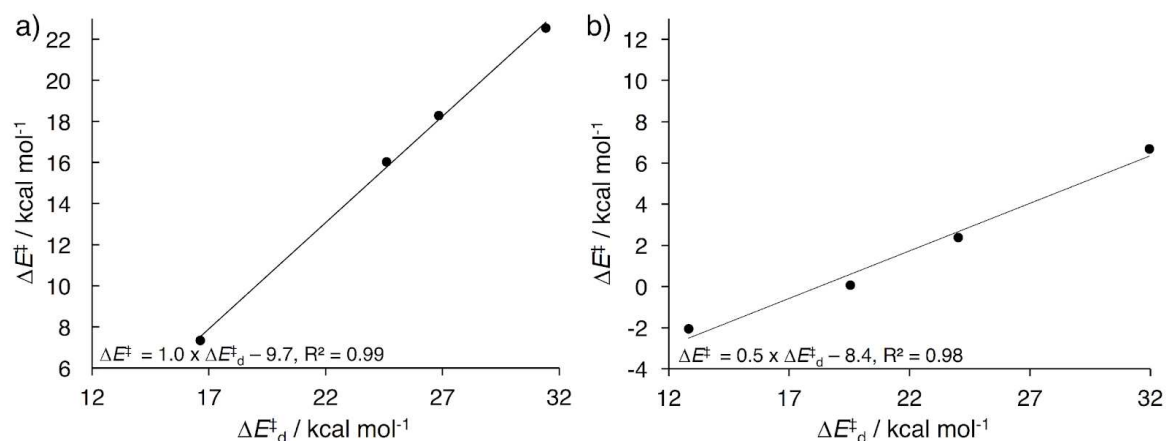 a)
22
20
18
16
14
12
10
8
6
ΔE‡ / kcal mol⁻¹
ΔE‡ = 1.0 x ΔE‡d – 9.7, R² = 0.99
12 17 22 27 32
ΔE‡d / kcal mol⁻¹
b)
12
10
8
6
4
2
0
-2
-4
ΔE‡ / kcal mol⁻¹
ΔE‡ = 0.5 x ΔE‡d – 8.4, R² = 0.98
12 17 22 27 32
ΔE‡d / kcal mol⁻¹